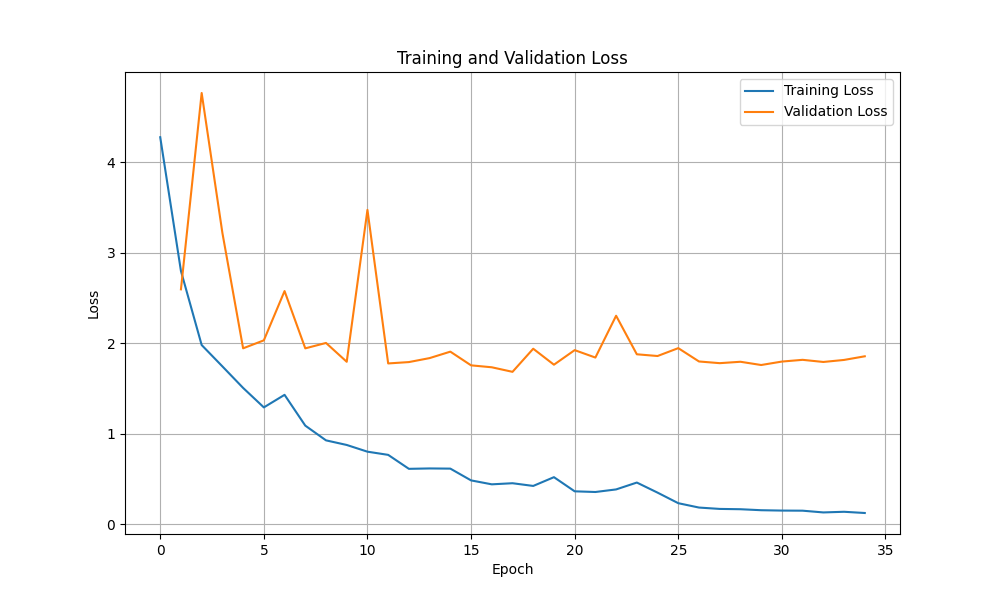 Training and Validation Loss
Training Loss
Validation Loss
4
3
2
1
0
Loss
0 5 10 15 20 25 30 35
Epoch